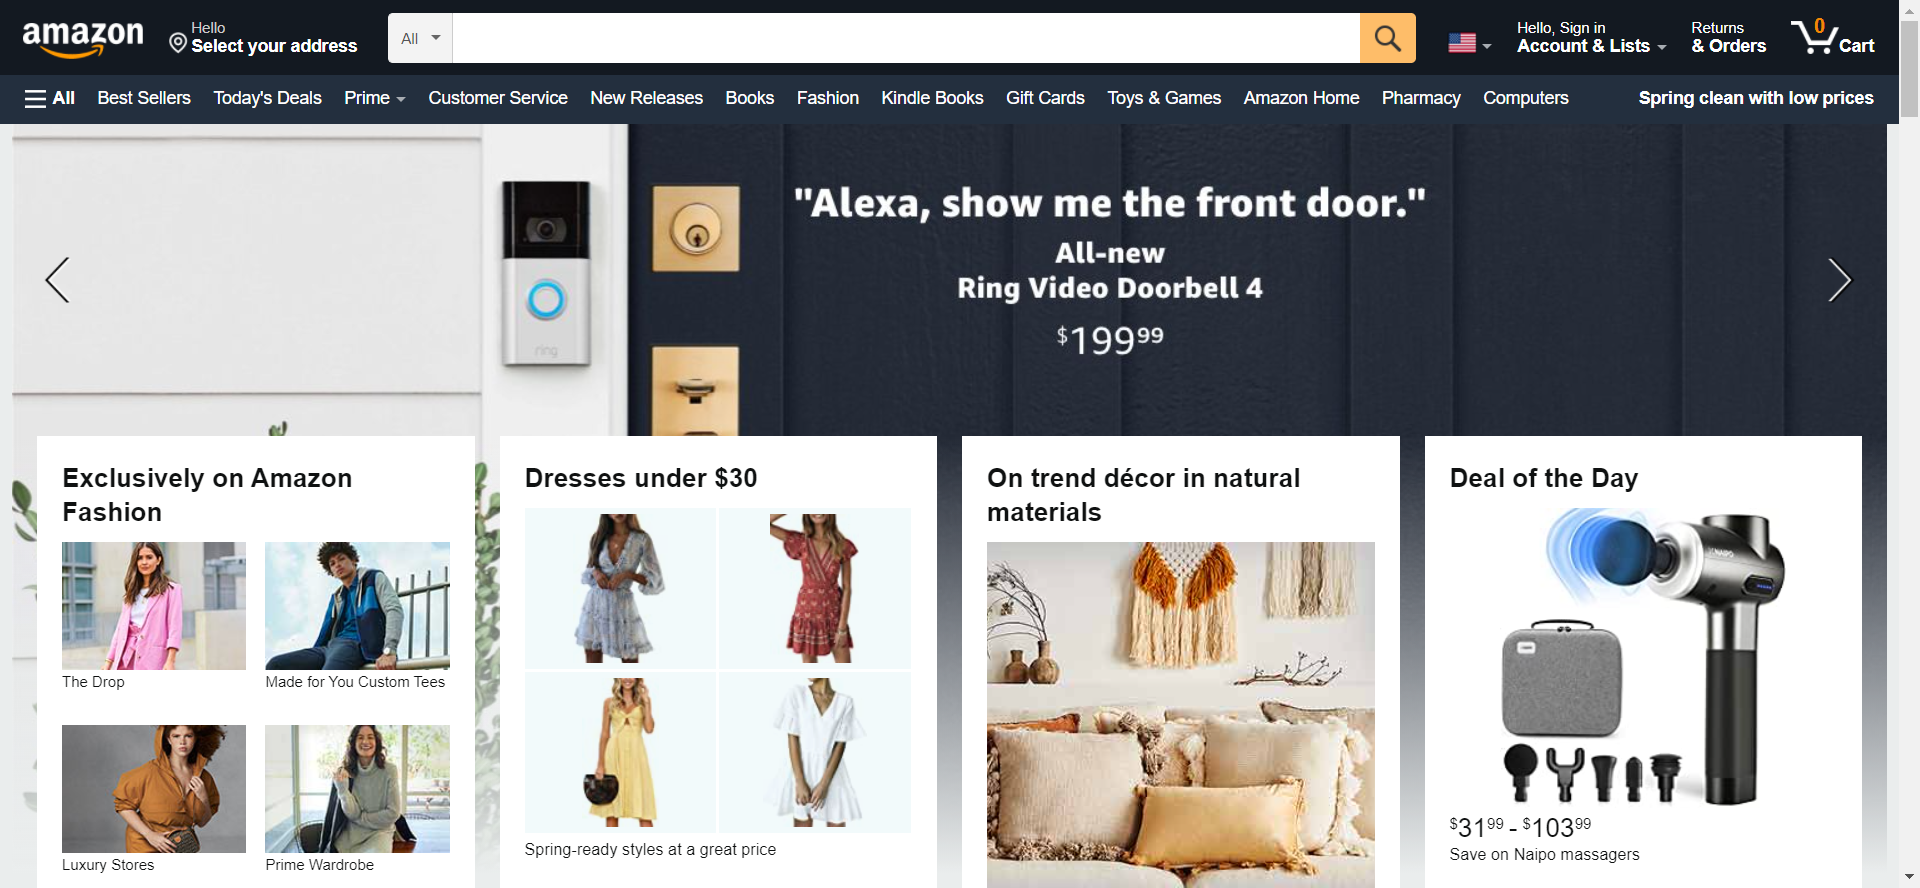 amazon
Hello
Select your address
All
Hello, Sign in
Account & Lists
Returns
& Orders
0
Cart
All
Best Sellers
Today's Deals
Prime
Customer Service
New Releases
Books
Fashion
Kindle Books
Gift Cards
Toys & Games
Amazon Home
Pharmacy
Computers
Spring clean with low prices
"Alexa, show me the front door."
All-new
Ring Video Doorbell 4
$199 99
ring
Exclusively on Amazon
Fashion
The Drop
Made for You Custom Tees
Luxury Stores
Prime Wardrobe
Dresses under $30
Spring-ready styles at a great price
On trend décor in natural
materials
Deal of the Day
NAIPO
$31 99 - $103 99
Save on Naipo massagers